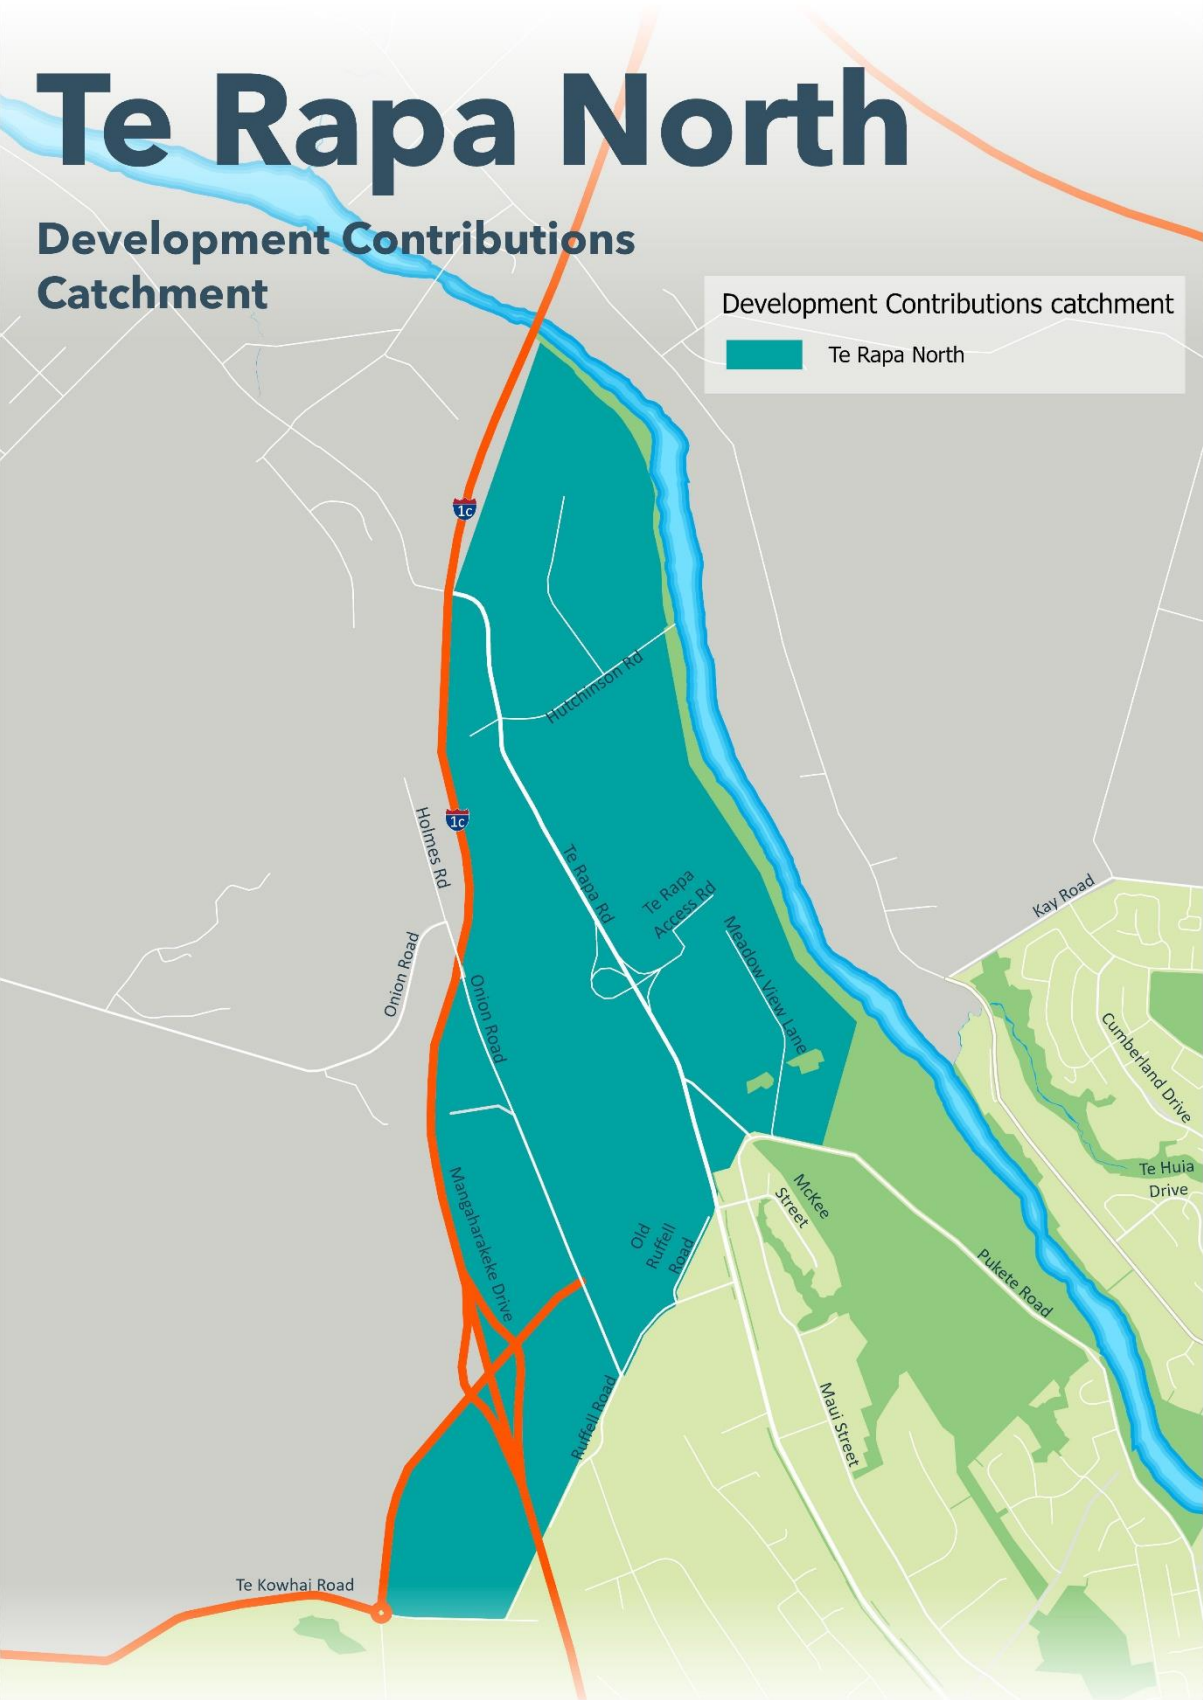 Te Rapa North
Development Contributions
Catchment
Development Contributions catchment
Te Rapa North
1c
Hutchinson Rd
1c
Holmes Rd
Te Rapa Rd
Te Rapa
Access Rd
Kay Road
Meadow View Lane
Onion Road
Onion Road
Cumberland Drive
Te Huia
Drive
McKee
Street
Mangaharakeke Drive
Old
Ruffell
Road
Pukete Road
Ruffell Road
Maui Street
Te Kowhai Road